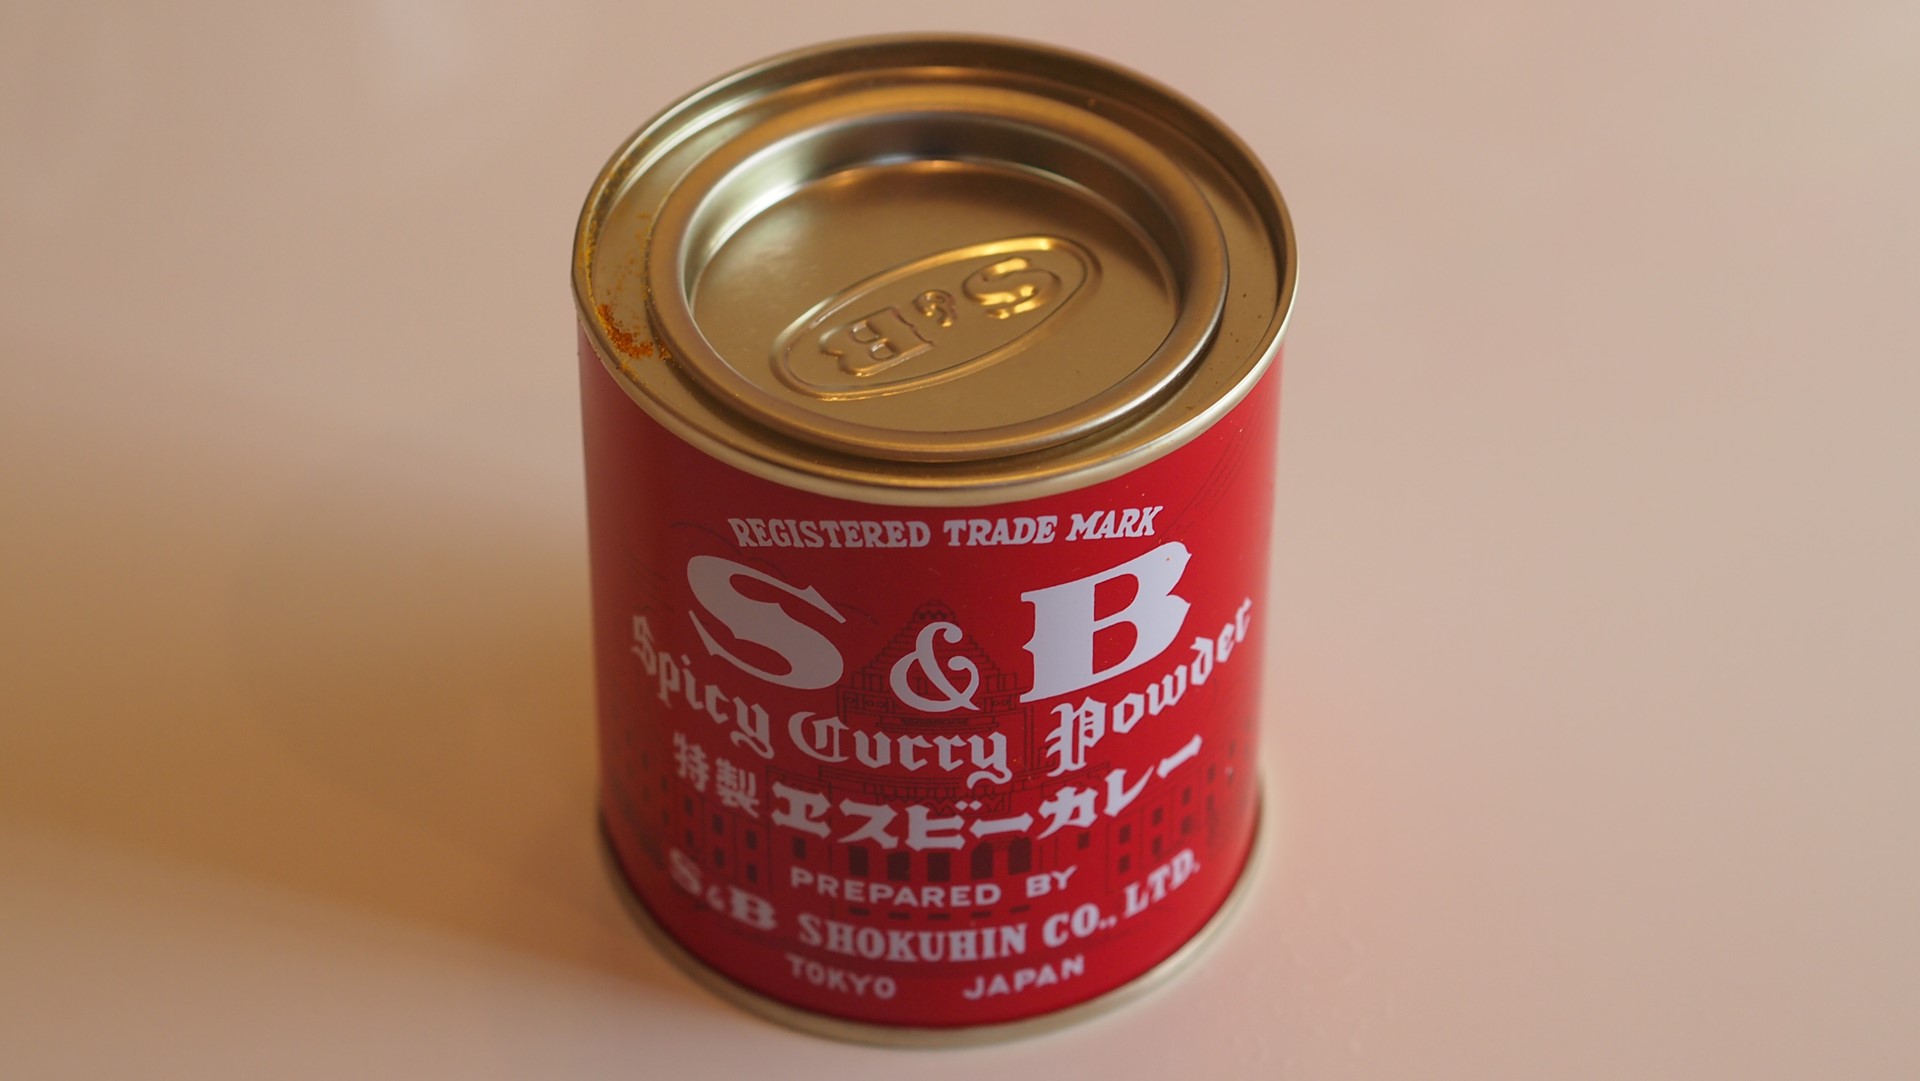 S&B
REGISTERED TRADE MARK
S & B
Spicy Curry Powder
特製ヱスビーカレー
PREPARED BY
S&B SHOKUHIN CO., LTD.
TOKYO JAPAN